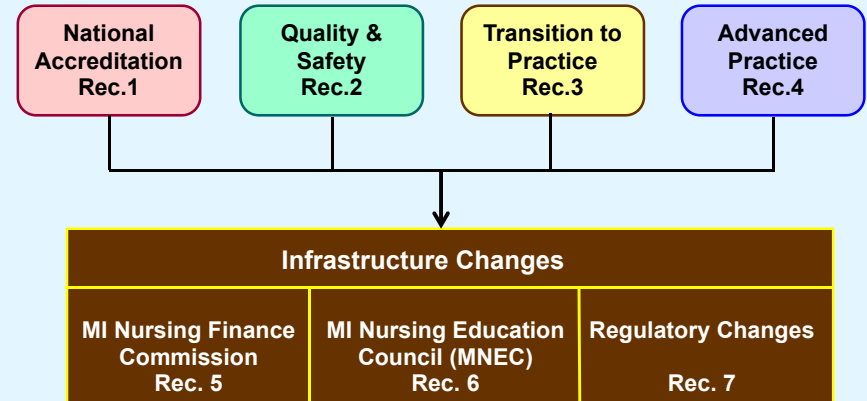 National
Accreditation
Rec.1
Quality &
Safety
Rec.2
Transition to
Practice
Rec.3
Advanced
Practice
Rec.4
Infrastructure Changes
MI Nursing Finance
Commission
Rec. 5
MI Nursing Education
Council (MNEC)
Rec. 6
Regulatory Changes
Rec. 7